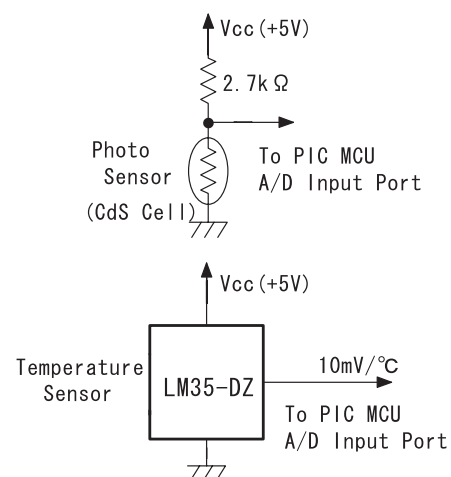 Vcc(+5V)
2.7kΩ
Photo
Sensor
(CdS Cell)
To PIC MCU
A/D Input Port
Vcc(+5V)
Temperature
Sensor
LM35-DZ
10mV/℃
To PIC MCU
A/D Input Port